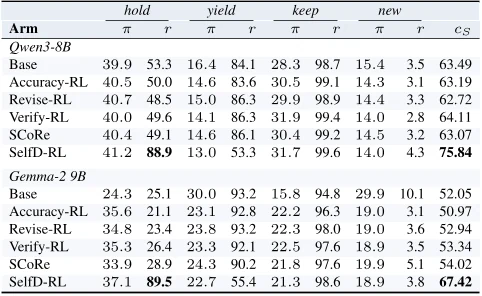 hold yield keep new
Arm π r π r π r π r c_S
Qwen3-8B
Base 39.9 53.3 16.4 84.1 28.3 98.7 15.4 3.5 63.49
Accuracy-RL 40.5 50.0 14.6 83.6 30.5 99.1 14.3 3.1 63.19
Revise-RL 40.7 48.5 15.0 86.3 29.9 98.9 14.4 3.3 62.72
Verify-RL 40.0 49.6 14.1 86.3 31.9 99.4 14.0 2.8 64.11
SCoRe 40.4 49.1 14.6 86.1 30.4 99.2 14.5 3.2 63.07
SelfD-RL 41.2 88.9 13.0 53.3 31.7 99.6 14.0 4.3 75.84
Gemma-2 9B
Base 24.3 25.1 30.0 93.2 15.8 94.8 29.9 10.1 52.05
Accuracy-RL 35.6 21.1 23.1 92.8 22.2 96.3 19.0 3.1 50.97
Revise-RL 34.8 23.4 23.8 93.2 22.3 98.0 19.0 3.6 52.94
Verify-RL 35.3 26.4 23.3 92.1 22.5 97.6 18.9 3.5 53.34
SCoRe 33.9 28.9 24.3 90.2 21.8 97.6 19.9 5.1 54.02
SelfD-RL 37.1 89.5 22.7 55.4 21.3 98.6 18.9 3.8 67.42